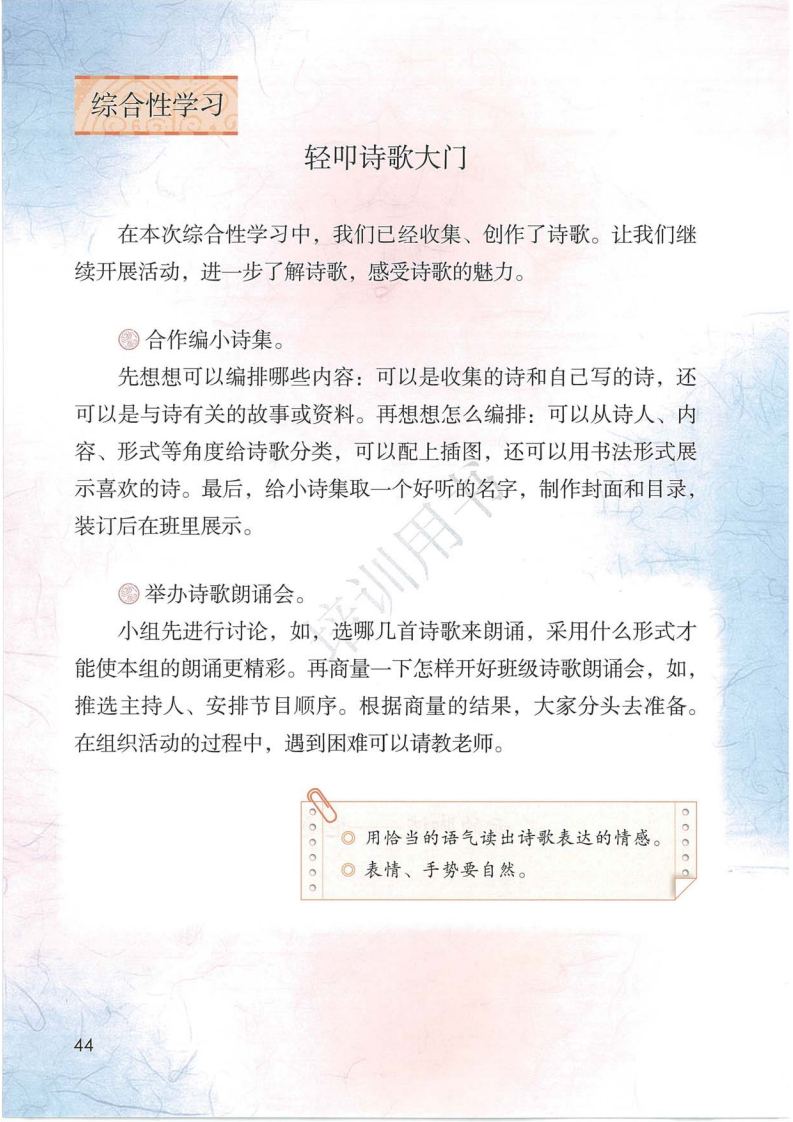 综合性学习
轻叩诗歌大门
在本次综合性学习中，我们已经收集、创作了诗歌。让我们继
续开展活动，进一步了解诗歌，感受诗歌的魅力。
合作编小诗集。
先想想可以编排哪些内容：可以是收集的诗和自己写的诗，还
可以是与诗有关的故事或资料。再想想怎么编排：可以从诗人、内
容、形式等角度给诗歌分类，可以配上插图，还可以用书法形式展
示喜欢的诗。最后，给小诗集取一个好听的名字，制作封面和目录，
装订后在班里展示。
培训用书
举办诗歌朗诵会。
小组先进行讨论，如，选哪几首诗歌来朗诵，采用什么形式才
能使本组的朗诵更精彩。再商量一下怎样开好班级诗歌朗诵会，如，
推选主持人、安排节目顺序。根据商量的结果，大家分头去准备。
在组织活动的过程中，遇到困难可以请教老师。
用恰当的语气读出诗歌表达的情感。
表情、手势要自然。
44